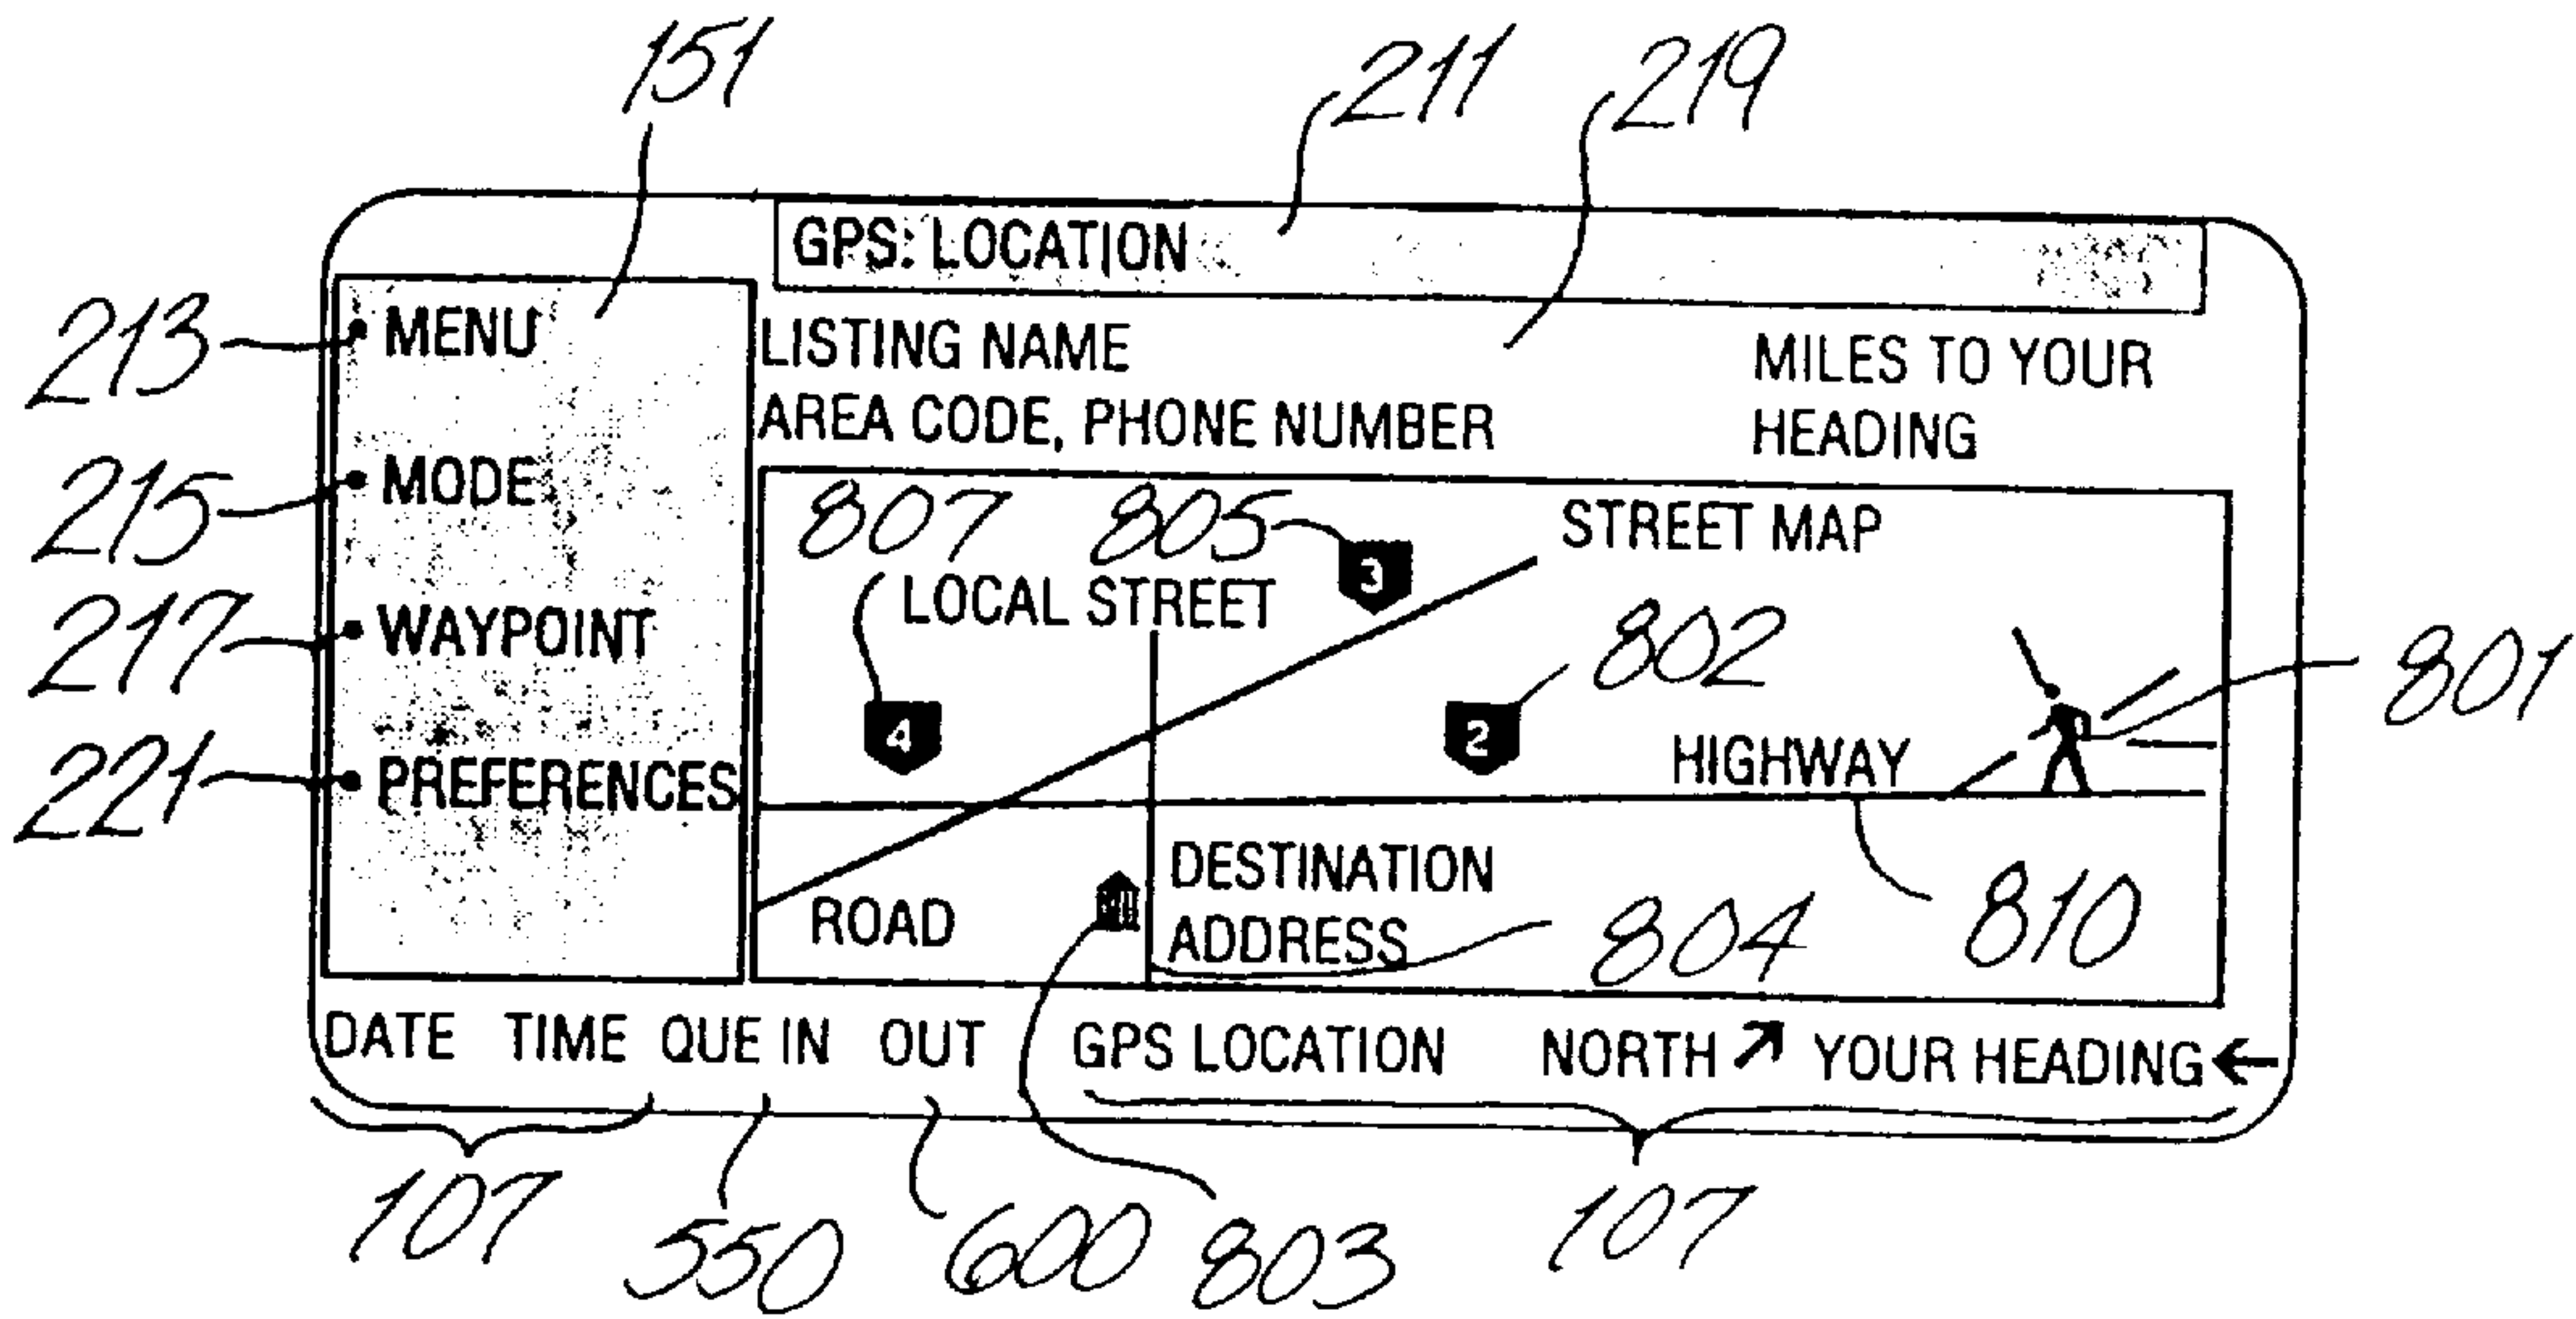 151
211
219
GPS: LOCATION
213
MENU
LISTING NAME
MILES TO YOUR
AREA CODE, PHONE NUMBER
HEADING
215
MODE
807
805
3
STREET MAP
LOCAL STREET
217
WAYPOINT
802
801
4
2
HIGHWAY
221
PREFERENCES
DESTINATION
ADDRESS
ROAD
804
810
DATE TIME QUE IN OUT GPS LOCATION NORTH ↗ YOUR HEADING ←
107
550
600
803
107